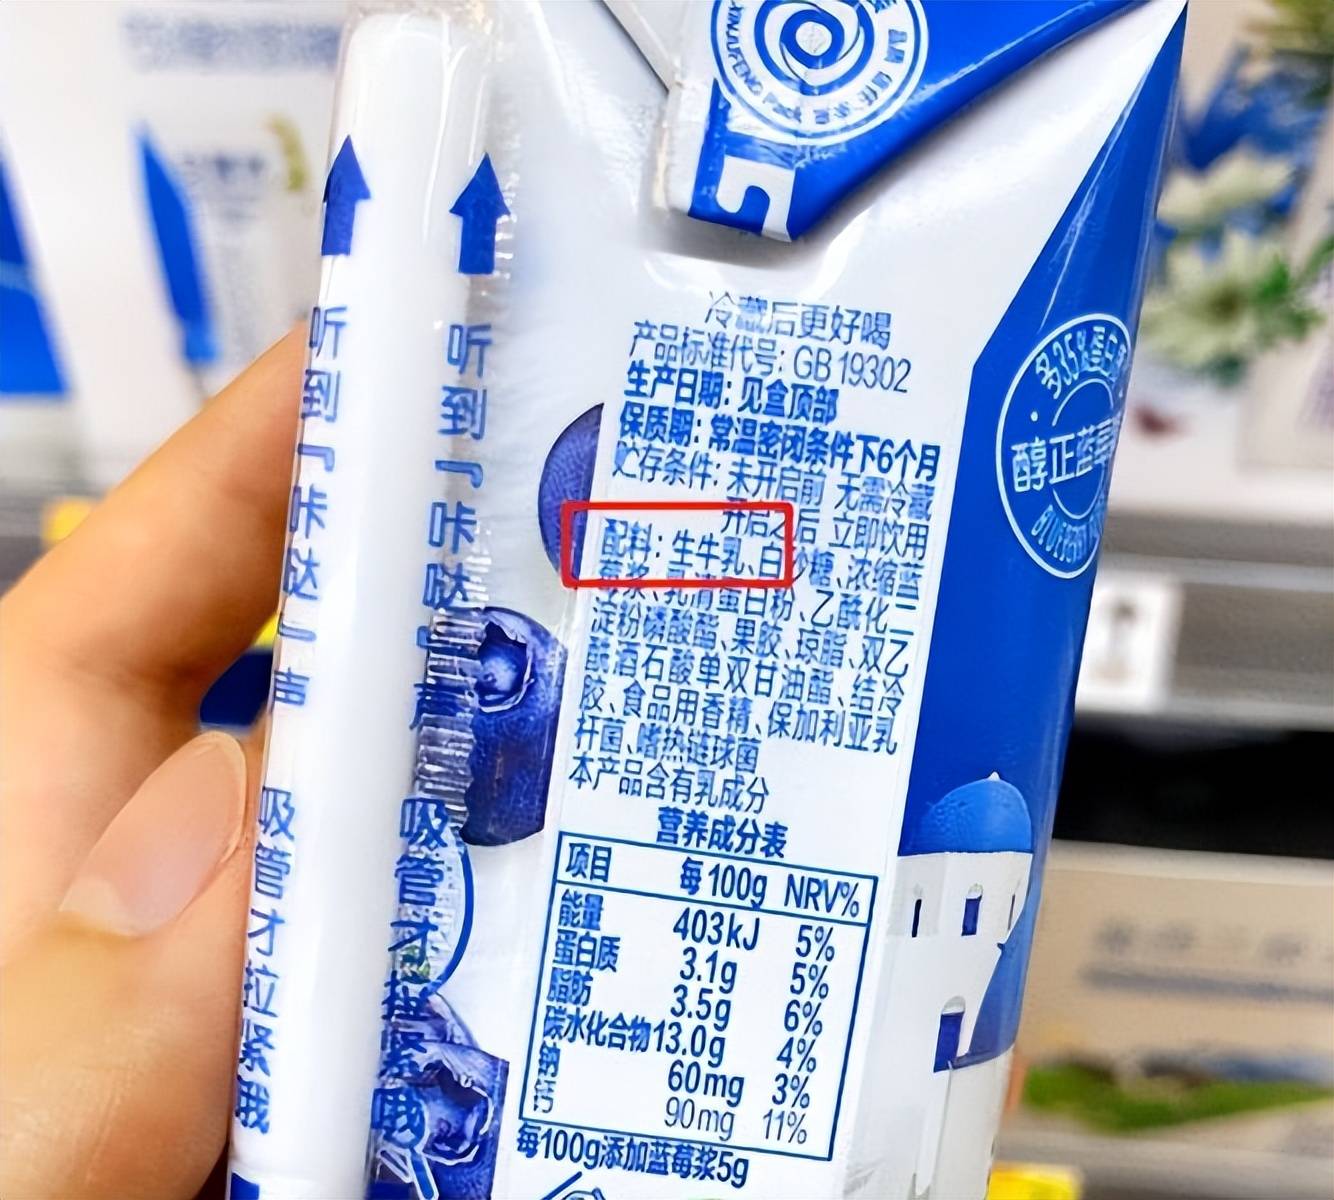 XINJUFENG Pack
听到「咔哒」声 吸管才拉紧哦
听到「咔哒」声 吸管才拉紧哦
冷藏后更好喝
产品标准代号: GB 19302
生产日期: 见盒顶部
保质期: 常温密闭条件下6个月
贮存条件: 未开启前 无需冷藏
开启之后 立即饮用
配料: 生牛乳、白砂糖、浓缩蓝
莓浆、乳清蛋白粉、乙酰化二
淀粉磷酸酯、果胶、琼脂、双乙
酰酒石酸单双甘油酯、结冷
胶、食品用香精、保加利亚乳
杆菌、嗜热链球菌
本产品含有乳成分
营养成分表
项目 每100g NRV%
能量 403kJ 5%
蛋白质 3.1g 5%
脂肪 3.5g 6%
碳水化合物 13.0g 4%
钠 60mg 3%
钙 90mg 11%
每100g添加蓝莓浆5g
多35%蛋白
醇正蓝莓